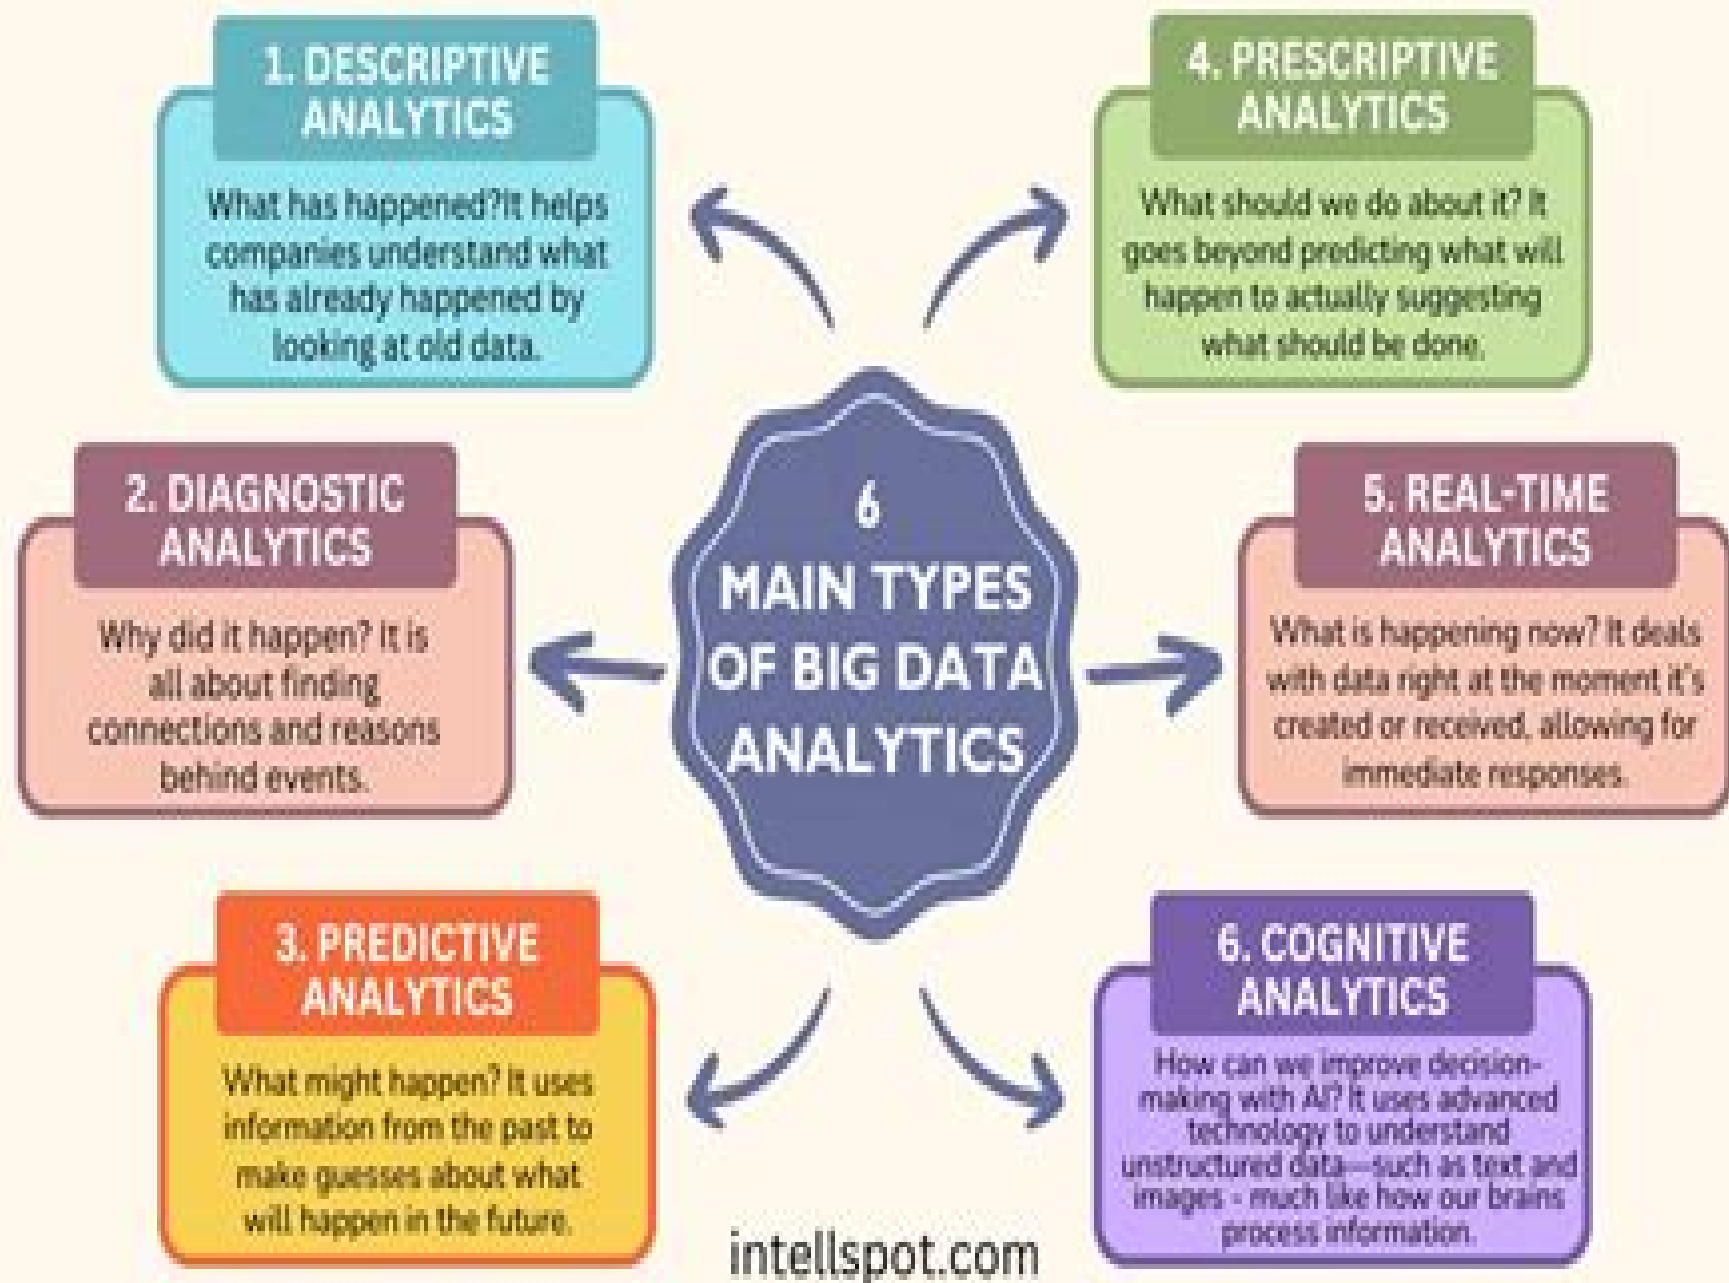 1. DESCRIPTIVE
ANALYTICS
What has happened?It helps
companies understand what
has already happened by
looking at old data.
2. DIAGNOSTIC
ANALYTICS
Why did it happen? It is
all about finding
connections and reasons
behind events.
3. PREDICTIVE
ANALYTICS
What might happen? It uses
information from the past to
make guesses about what
will happen in the future.
6
MAIN TYPES
OF BIG DATA
ANALYTICS
4. PRESCRIPTIVE
ANALYTICS
What should we do about it? It
goes beyond predicting what will
happen to actually suggesting
what should be done.
5. REAL-TIME
ANALYTICS
What is happening now? It deals
with data right at the moment it's
created or received, allowing for
immediate responses.
6. COGNITIVE
ANALYTICS
How can we improve decision-
making with AI? It uses advanced
technology to understand
unstructured data—such as text and
images - much like how our brains
process information.
intellspot.com